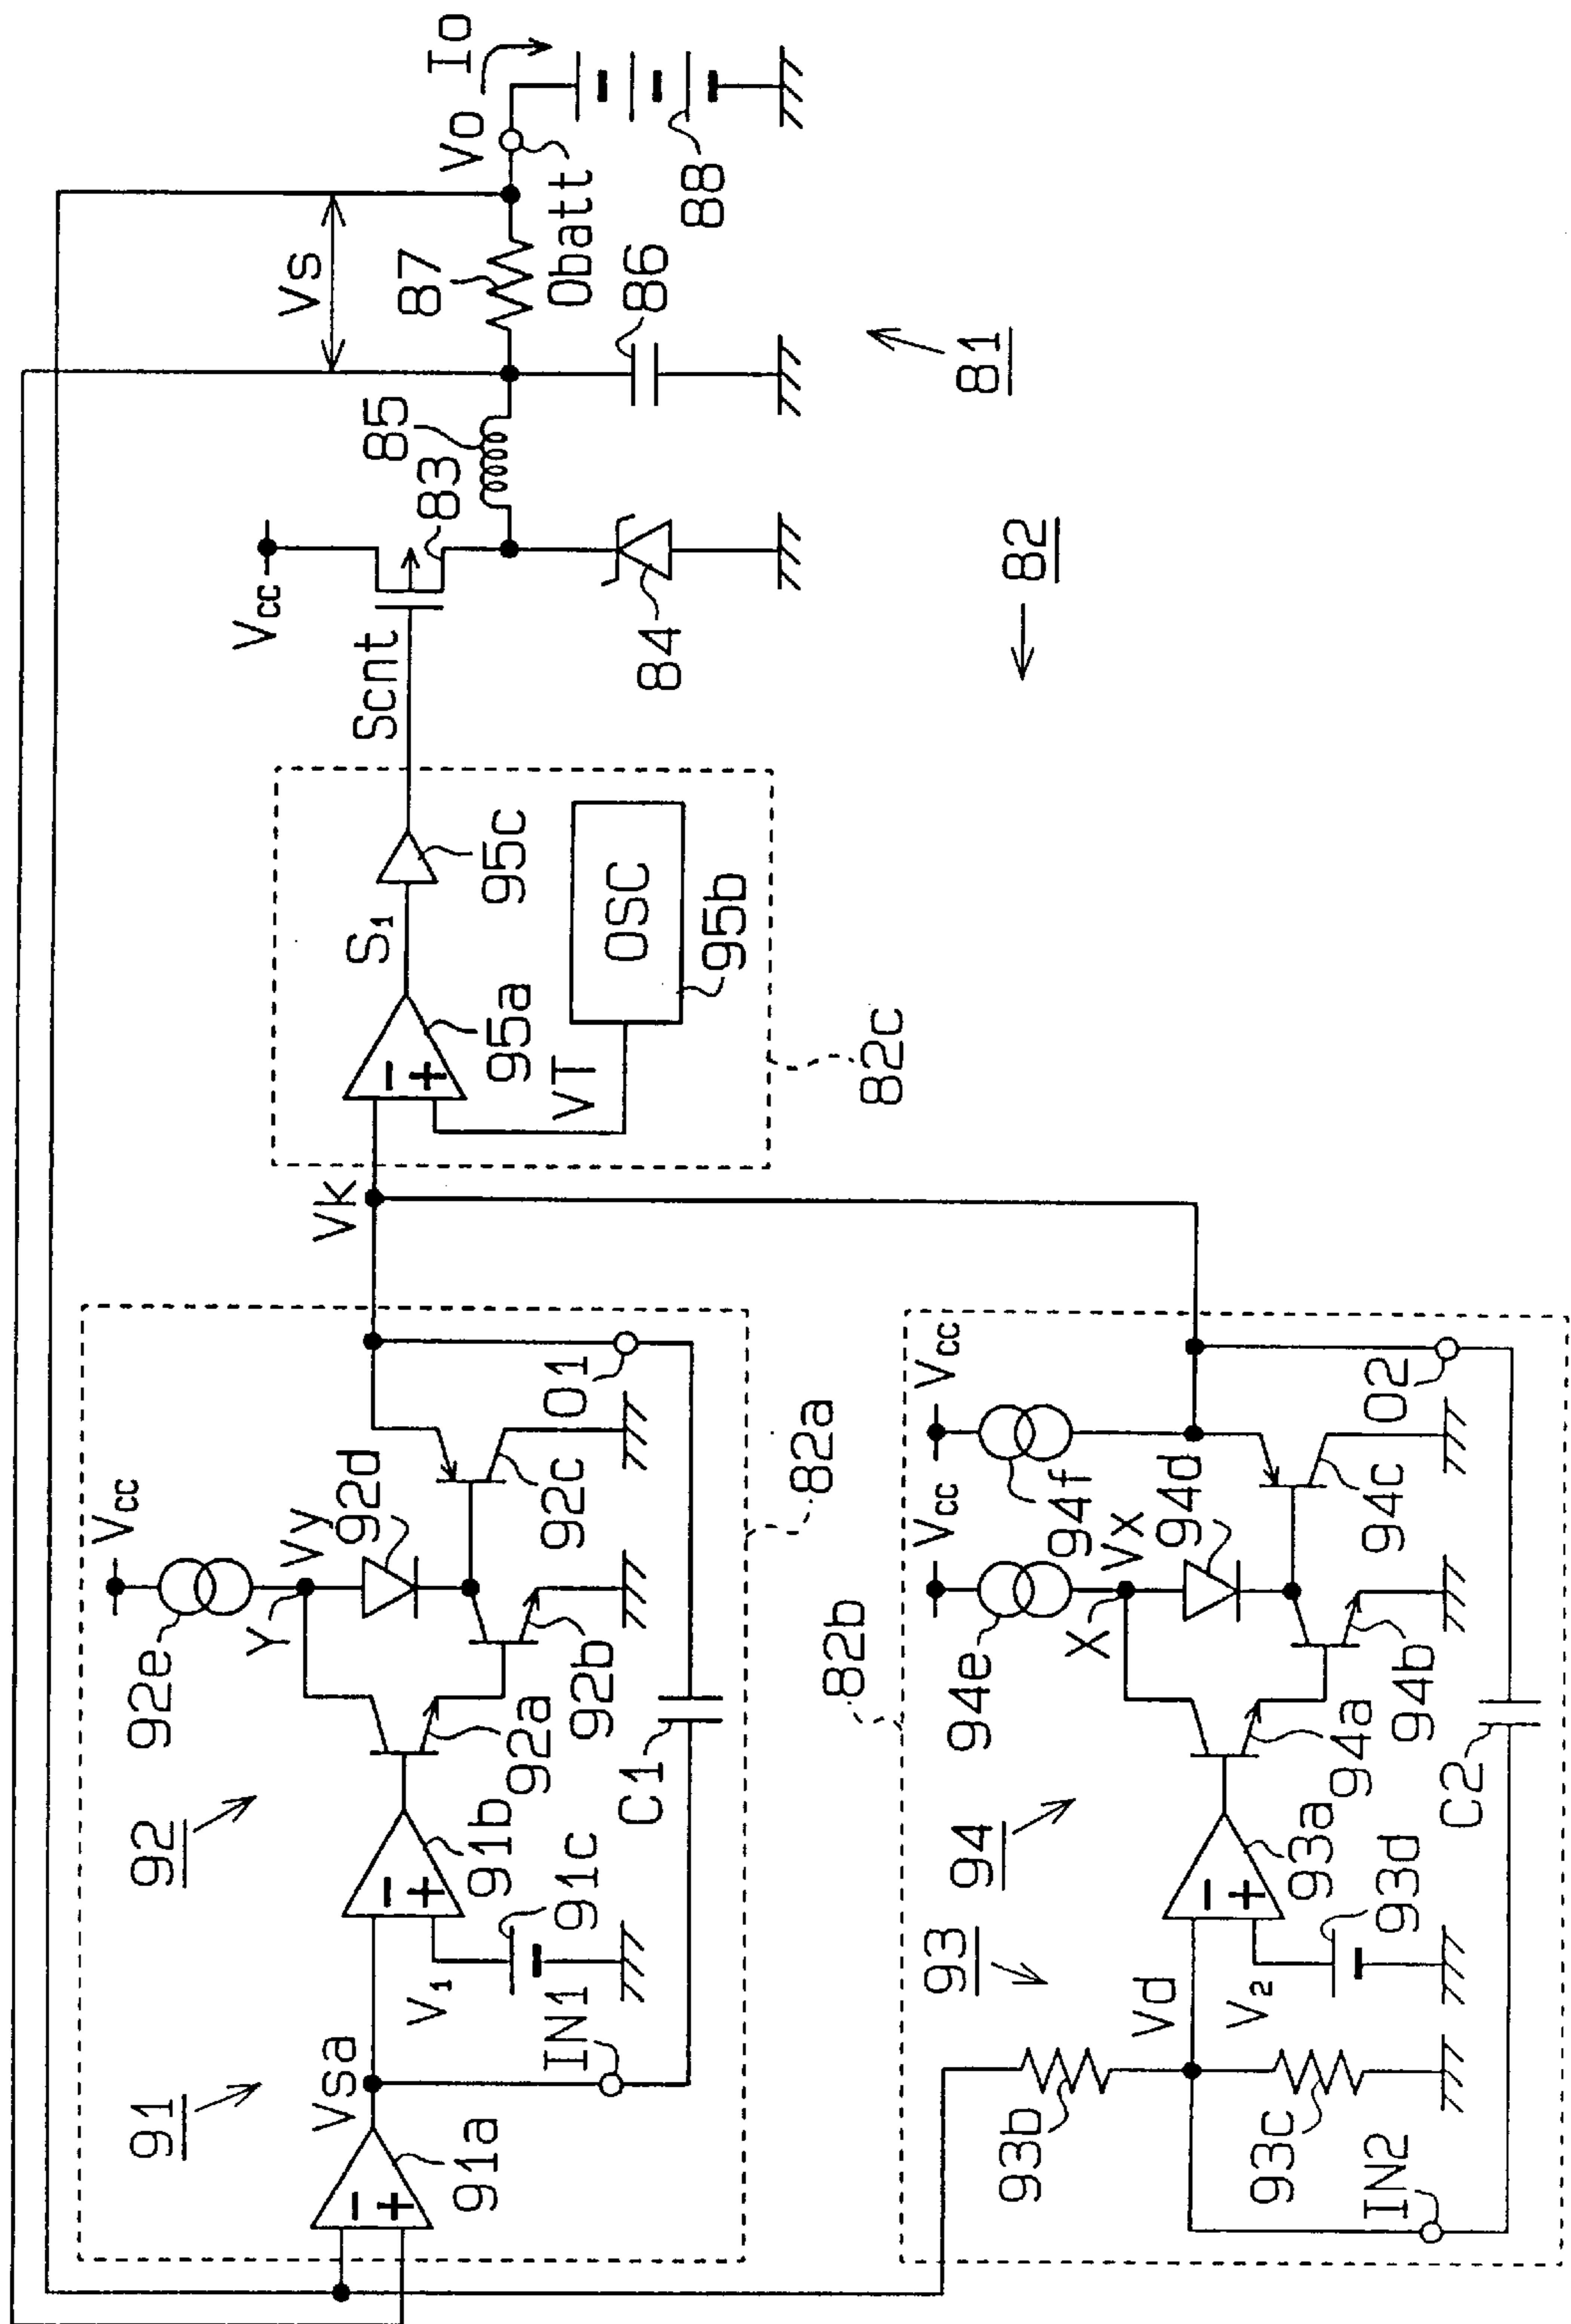 Vs
Vo
Io
87
Obatt
86
88
85
83
Vcc
Scnt
84
81
82
S1
95a
95c
OSC
95b
VT
82c
VK
91
Vsa
91a
92
91b
V1
91c
IN1
92e
Vcc
Y
Vy
92d
92a
92b
92c
O1
C1
82a
82b
93
93b
Vd
93c
V2
93d
IN2
93a
94
94e
Vcc
Vcc
94f
X
Vx
94d
94a
94b
94c
O2
C2